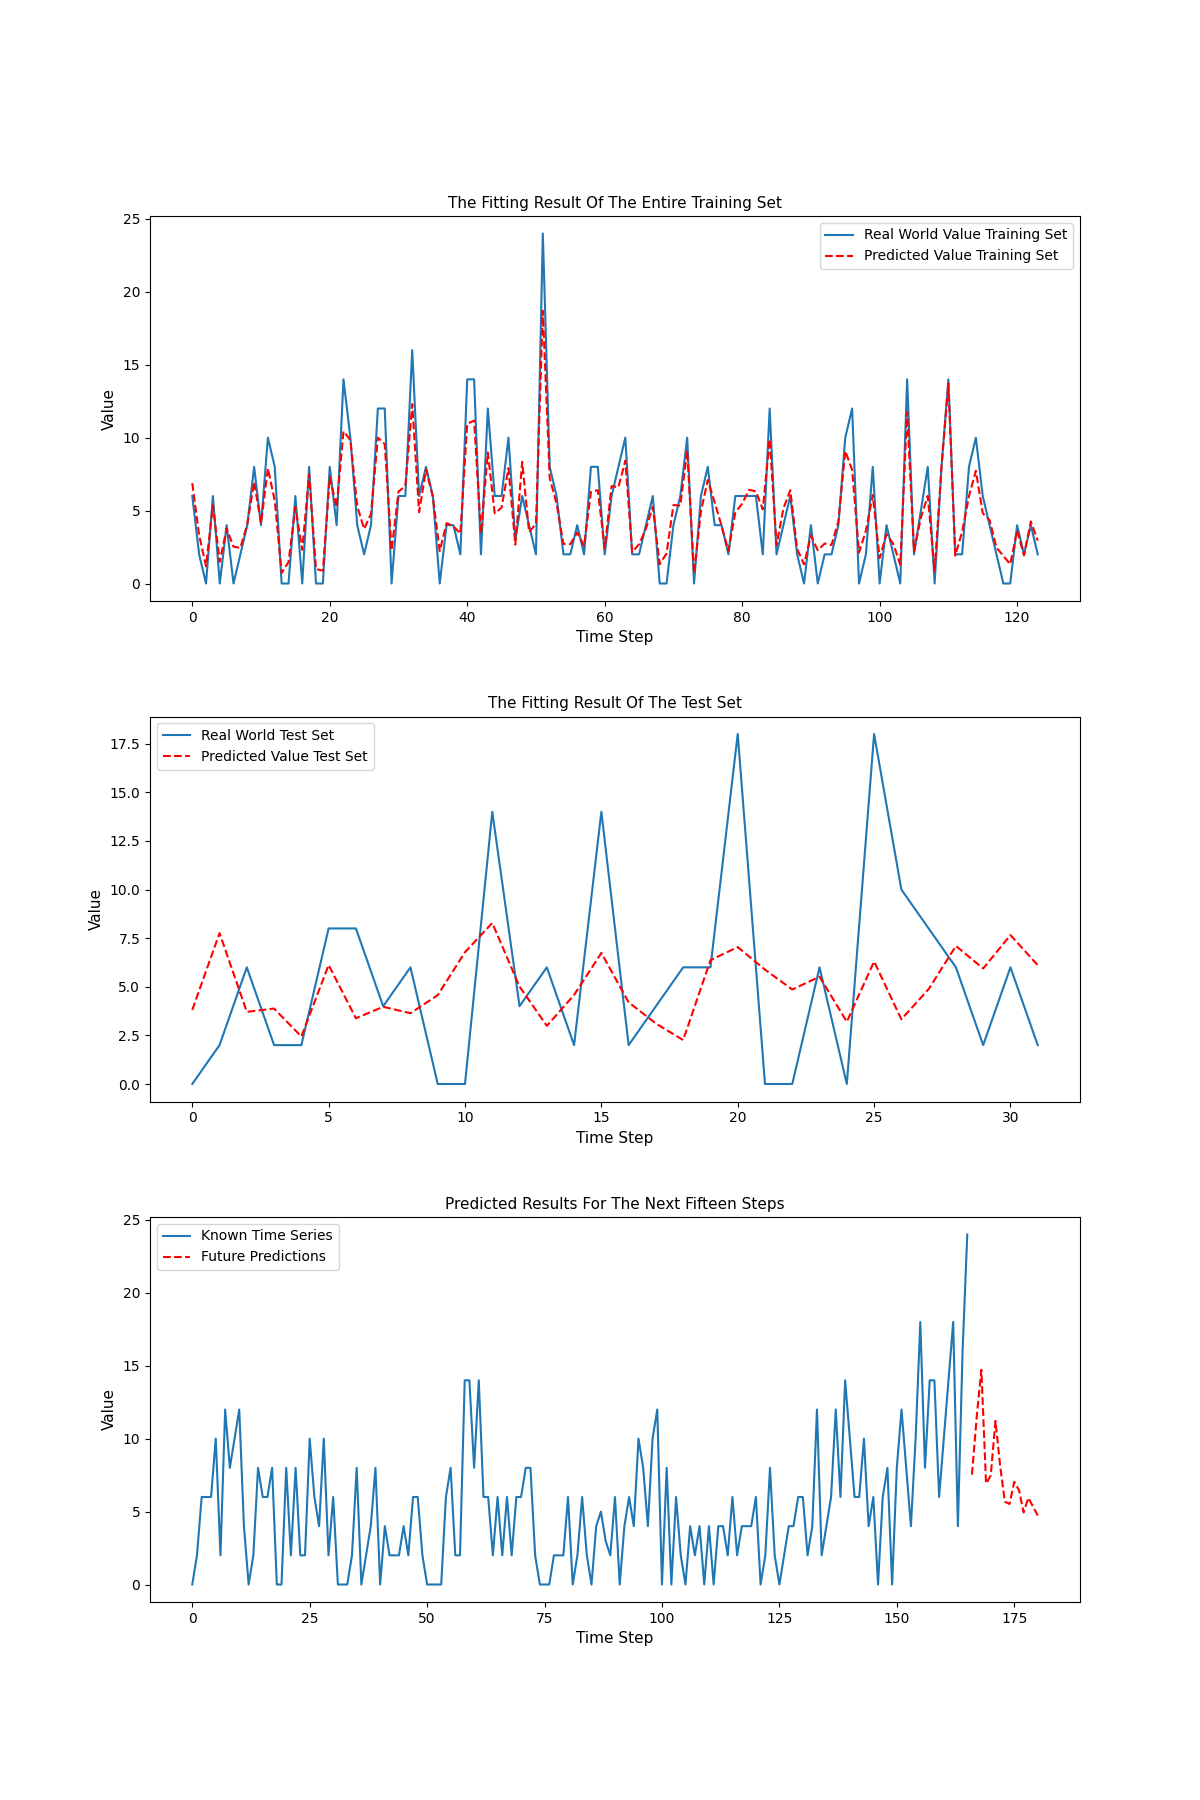 The Fitting Result Of The Entire Training Set
25
20
15
10
5
0
Value
Real World Value Training Set
Predicted Value Training Set
0 20 40 60 80 100 120
Time Step
The Fitting Result Of The Test Set
17.5
15.0
12.5
10.0
7.5
5.0
2.5
0.0
Value
Real World Test Set
Predicted Value Test Set
0 5 10 15 20 25 30
Time Step
Predicted Results For The Next Fifteen Steps
25
20
15
10
5
0
Value
Known Time Series
Future Predictions
0 25 50 75 100 125 150 175
Time Step